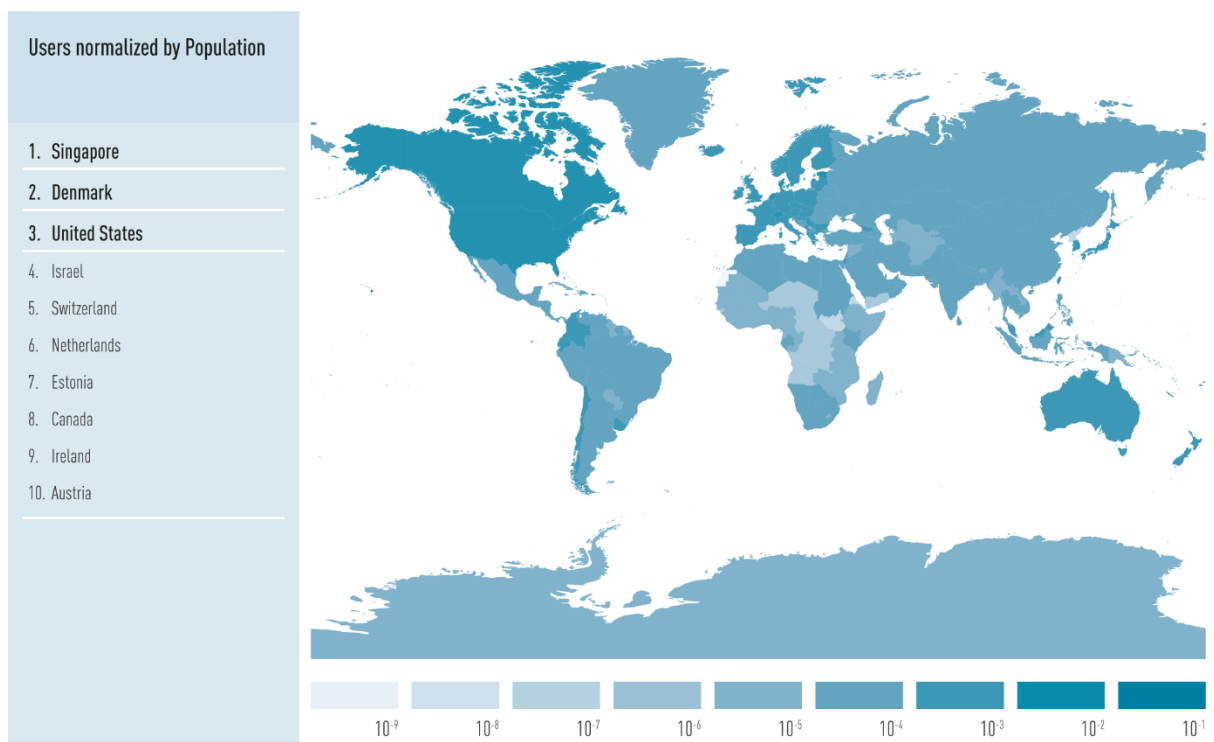 Users normalized by Population
1. Singapore
2. Denmark
3. United States
4. Israel
5. Switzerland
6. Netherlands
7. Estonia
8. Canada
9. Ireland
10. Austria
10⁻⁹ 10⁻⁸ 10⁻⁷ 10⁻⁶ 10⁻⁵ 10⁻⁴ 10⁻³ 10⁻² 10⁻¹